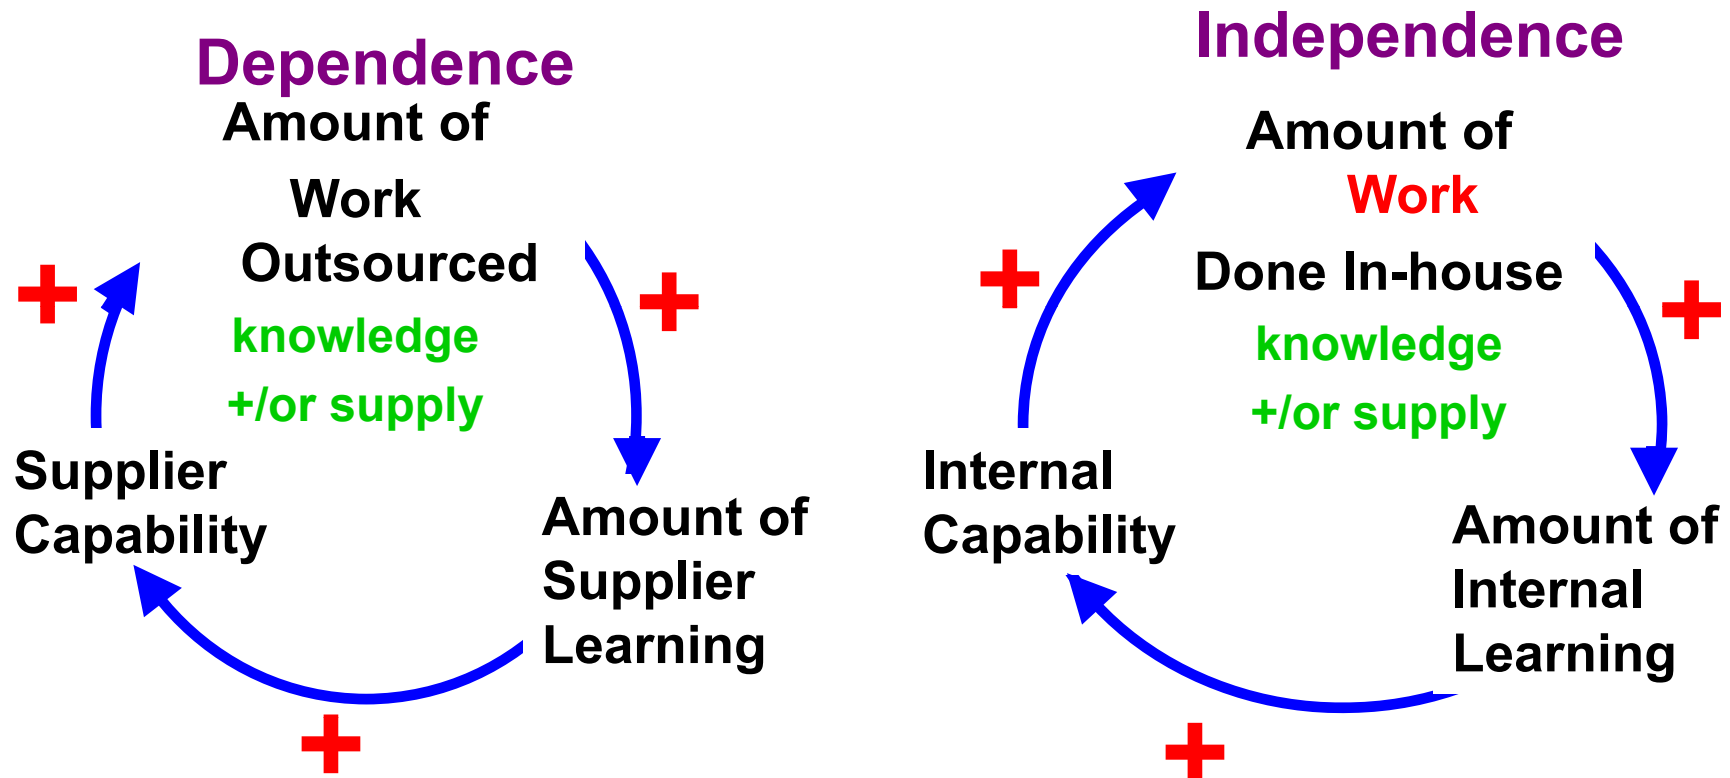 Dependence
Amount of
Work
Outsourced
knowledge
+/or supply
+
+
Supplier
Capability
Amount of
Supplier
Learning
+
Independence
Amount of
Work
Done In-house
knowledge
+/or supply
+
+
Internal
Capability
Amount of
Internal
Learning
+